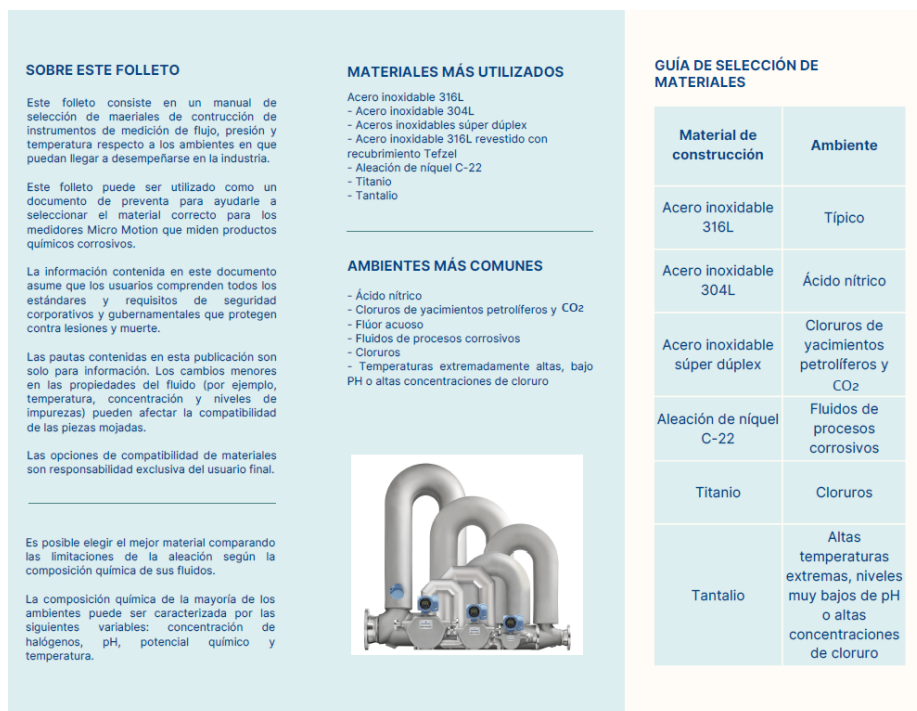 SOBRE ESTE FOLLETO
Este folleto consiste en un manual de
selección de maeriales de contrucción de
instrumentos de medición de flujo, presión y
temperatura respecto a los ambientes en que
puedan llegar a desempeñarse en la industria.
Este folleto puede ser utilizado como un
documento de preventa para ayudarle a
seleccionar el material correcto para los
medidores Micro Motion que miden productos
químicos corrosivos.
La información contenida en este documento
asume que los usuarios comprenden todos los
estándares y requisitos de seguridad
corporativos y gubernamentales que protegen
contra lesiones y muerte.
Las pautas contenidas en esta publicación son
solo para información. Los cambios menores
en las propiedades del fluido (por ejemplo,
temperatura, concentración y niveles de
impurezas) pueden afectar la compatibilidad
de las piezas mojadas.
Las opciones de compatibilidad de materiales
son responsabilidad exclusiva del usuario final.
Es posible elegir el mejor material comparando
las limitaciones de la aleación según la
composición química de sus fluidos.
La composición química de la mayoría de los
ambientes puede ser caracterizada por las
siguientes variables: concentración de
halógenos, pH, potencial químico y
temperatura.
MATERIALES MÁS UTILIZADOS
Acero inoxidable 316L
- Acero inoxidable 304L
- Aceros inoxidables súper dúplex
- Acero inoxidable 316L revestido con
recubrimiento Tefzel
- Aleación de níquel C-22
- Titanio
- Tantalio
AMBIENTES MÁS COMUNES
- Ácido nítrico
- Cloruros de yacimientos petrolíferos y CO2
- Flúor acuoso
- Fluidos de procesos corrosivos
- Cloruros
- Temperaturas extremadamente altas, bajo
PH o altas concentraciones de cloruro
GUÍA DE SELECCIÓN DE
MATERIALES
Material de
construcción
Ambiente
Acero inoxidable
316L
Típico
Acero inoxidable
304L
Ácido nítrico
Acero inoxidable
súper dúplex
Cloruros de
yacimientos
petrolíferos y
CO2
Aleación de níquel
C-22
Fluidos de
procesos
corrosivos
Titanio
Cloruros
Tantalio
Altas
temperaturas
extremas, niveles
muy bajos de pH
o altas
concentraciones
de cloruro